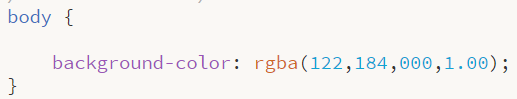 body {
background-color: rgba(122,184,000,1.00);
}